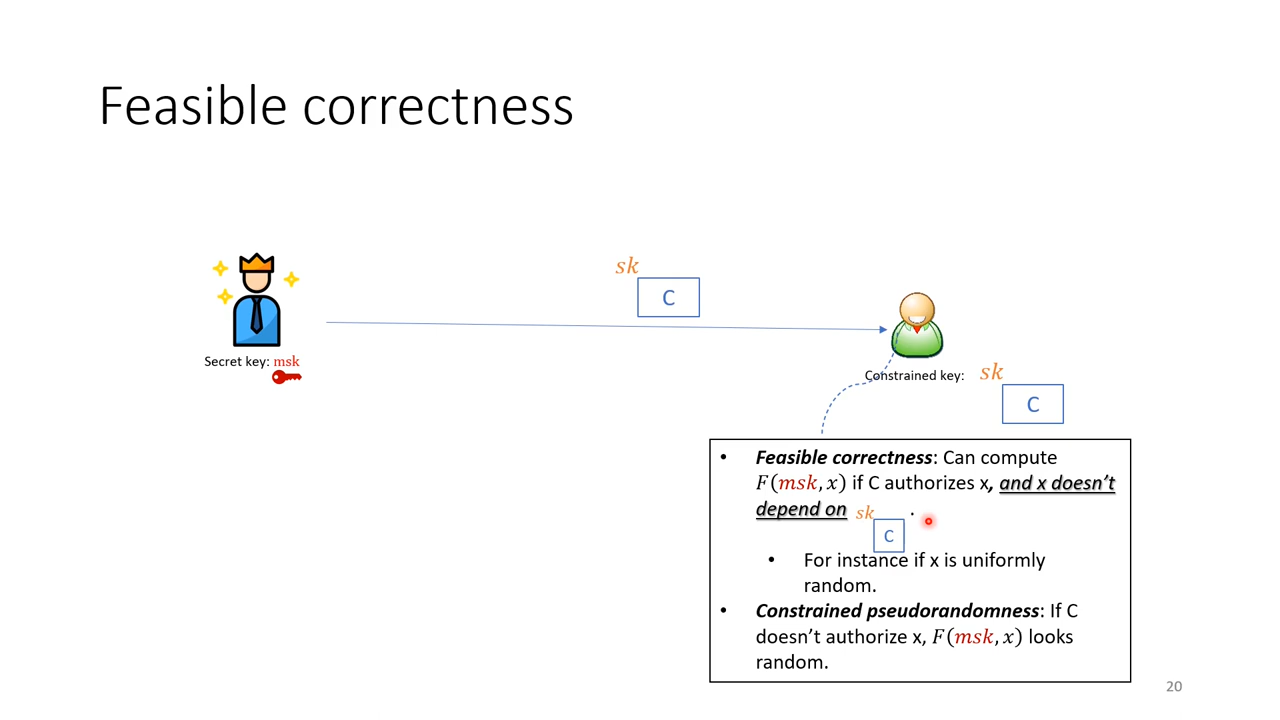 Feasible correctness
sk
C
Secret key: msk
Constrained key: sk
C
• Feasible correctness: Can compute
F(msk, x) if C authorizes x, and x doesn't
depend on sk .
C
• For instance if x is uniformly
random.
• Constrained pseudorandomness: If C
doesn't authorize x, F(msk, x) looks
random.
20